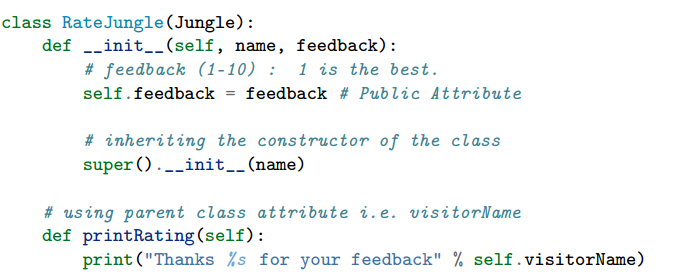 class RateJungle(Jungle):
    def __init__(self, name, feedback):
        # feedback (1-10) :  1 is the best.
        self.feedback = feedback # Public Attribute

        # inheriting the constructor of the class
        super().__init__(name)

    # using parent class attribute i.e. visitorName
    def printRating(self):
        print("Thanks %s for your feedback" % self.visitorName)